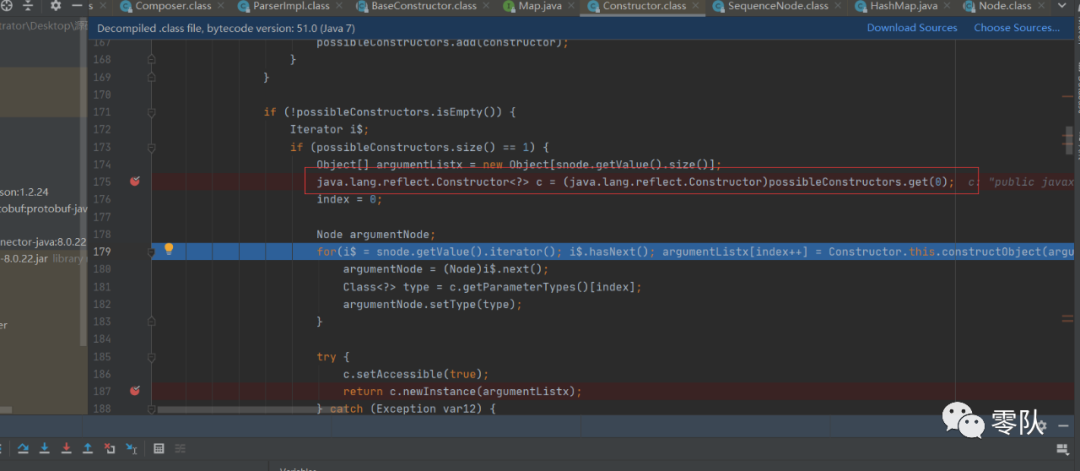 s Composer.class ParserImpl.class BaseConstructor.class Map.java Constructor.class SequenceNode.class HashMap.java Node.class
strator\Desktop\
Decompiled .class file, bytecode version: 51.0 (Java 7) Download Sources Choose Sources...
167 possibleConstructors.add(constructor);
168 }
169 }
170
171 if (!possibleConstructors.isEmpty()) {
172 Iterator i$;
173 if (possibleConstructors.size() == 1) {
174 Object[] argumentListx = new Object[snode.getValue().size()];
son:1.2.24
175 java.lang.reflect.Constructor<?> c = (java.lang.reflect.Constructor)possibleConstructors.get(0); c: "public javax
176 index = 0;
otobuf:protobuf-jav
177
178 Node argumentNode;
nector-java:8.0.22
179 for(i$ = snode.getValue().iterator(); i$.hasNext(); argumentListx[index++] = Constructor.this.constructObject(argu
-8.0.22.jar library
180 argumentNode = (Node)i$.next();
181 Class<?> type = c.getParameterTypes()[index];
182 argumentNode.setType(type);
183 }
er
184
185 try {
186 c.setAccessible(true);
187 return c.newInstance(argumentListx);
188 } catch (Exception var12) {
零队